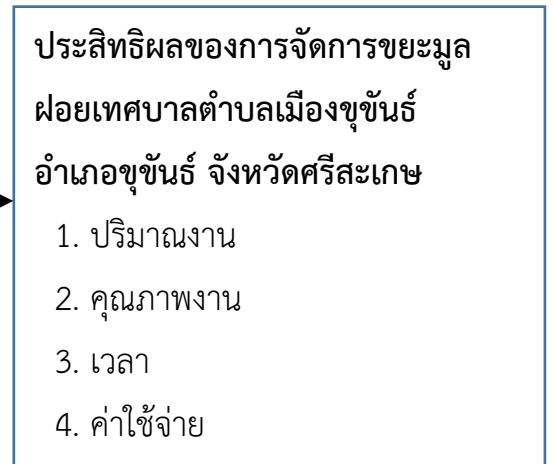 ประสิทธิผลของการจัดการขยะมูล
ฝอยเทศบาลตำบลเมืองขุขันธ์
อำเภอขุขันธ์ จังหวัดศรีสะเกษ
1. ปริมาณงาน
2. คุณภาพงาน
3. เวลา
4. ค่าใช้จ่าย